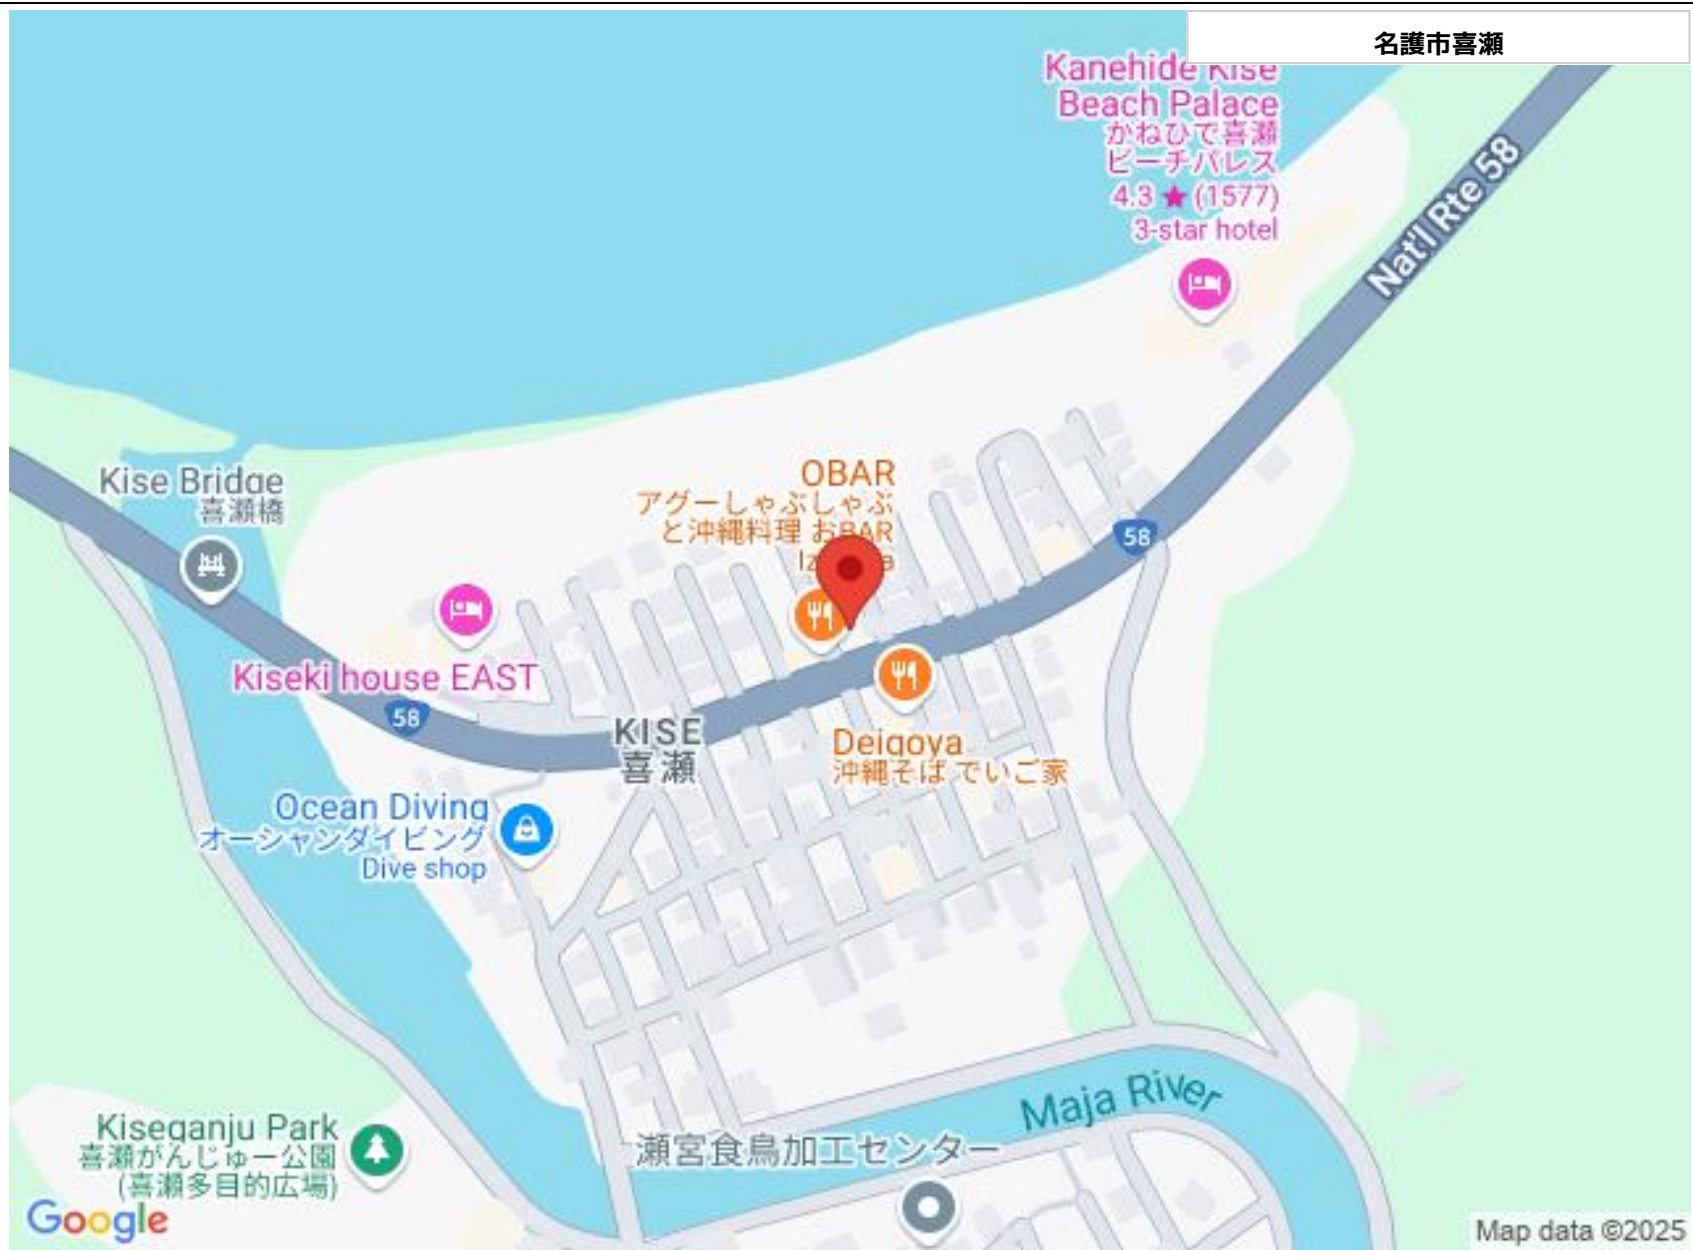 名護市喜瀬
Kanehide Kise
Beach Palace
かねひで喜瀬
ビーチパレス
4.3 ★ (1577)
3-star hotel
Nat'l Rte 58
Kise Bridge
喜瀬橋
OBAR
アグーしゃぶしゃぶ
と沖縄料理 おBAR
58
Kiseki house EAST
58
KISE
喜瀬
Deigoya
沖縄そば でいご家
Ocean Diving
オーシャンダイビング
Dive shop
Maja River
Kiseganju Park
喜瀬がんじゅー公園
(喜瀬多目的広場)
瀬宮食鳥加工センター
Google
Map data ©2025